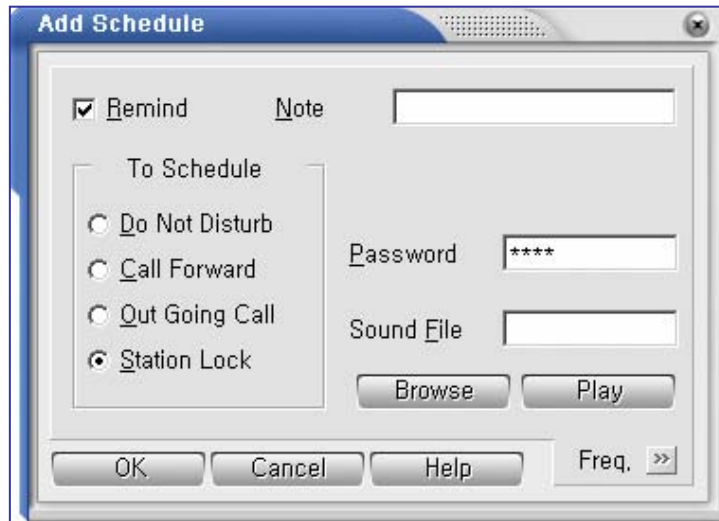 Add Schedule
Remind Note
To Schedule
Do Not Disturb
Call Forward
Out Going Call
Station Lock
Password ****
Sound File
Browse Play
OK Cancel Help Freq. >>